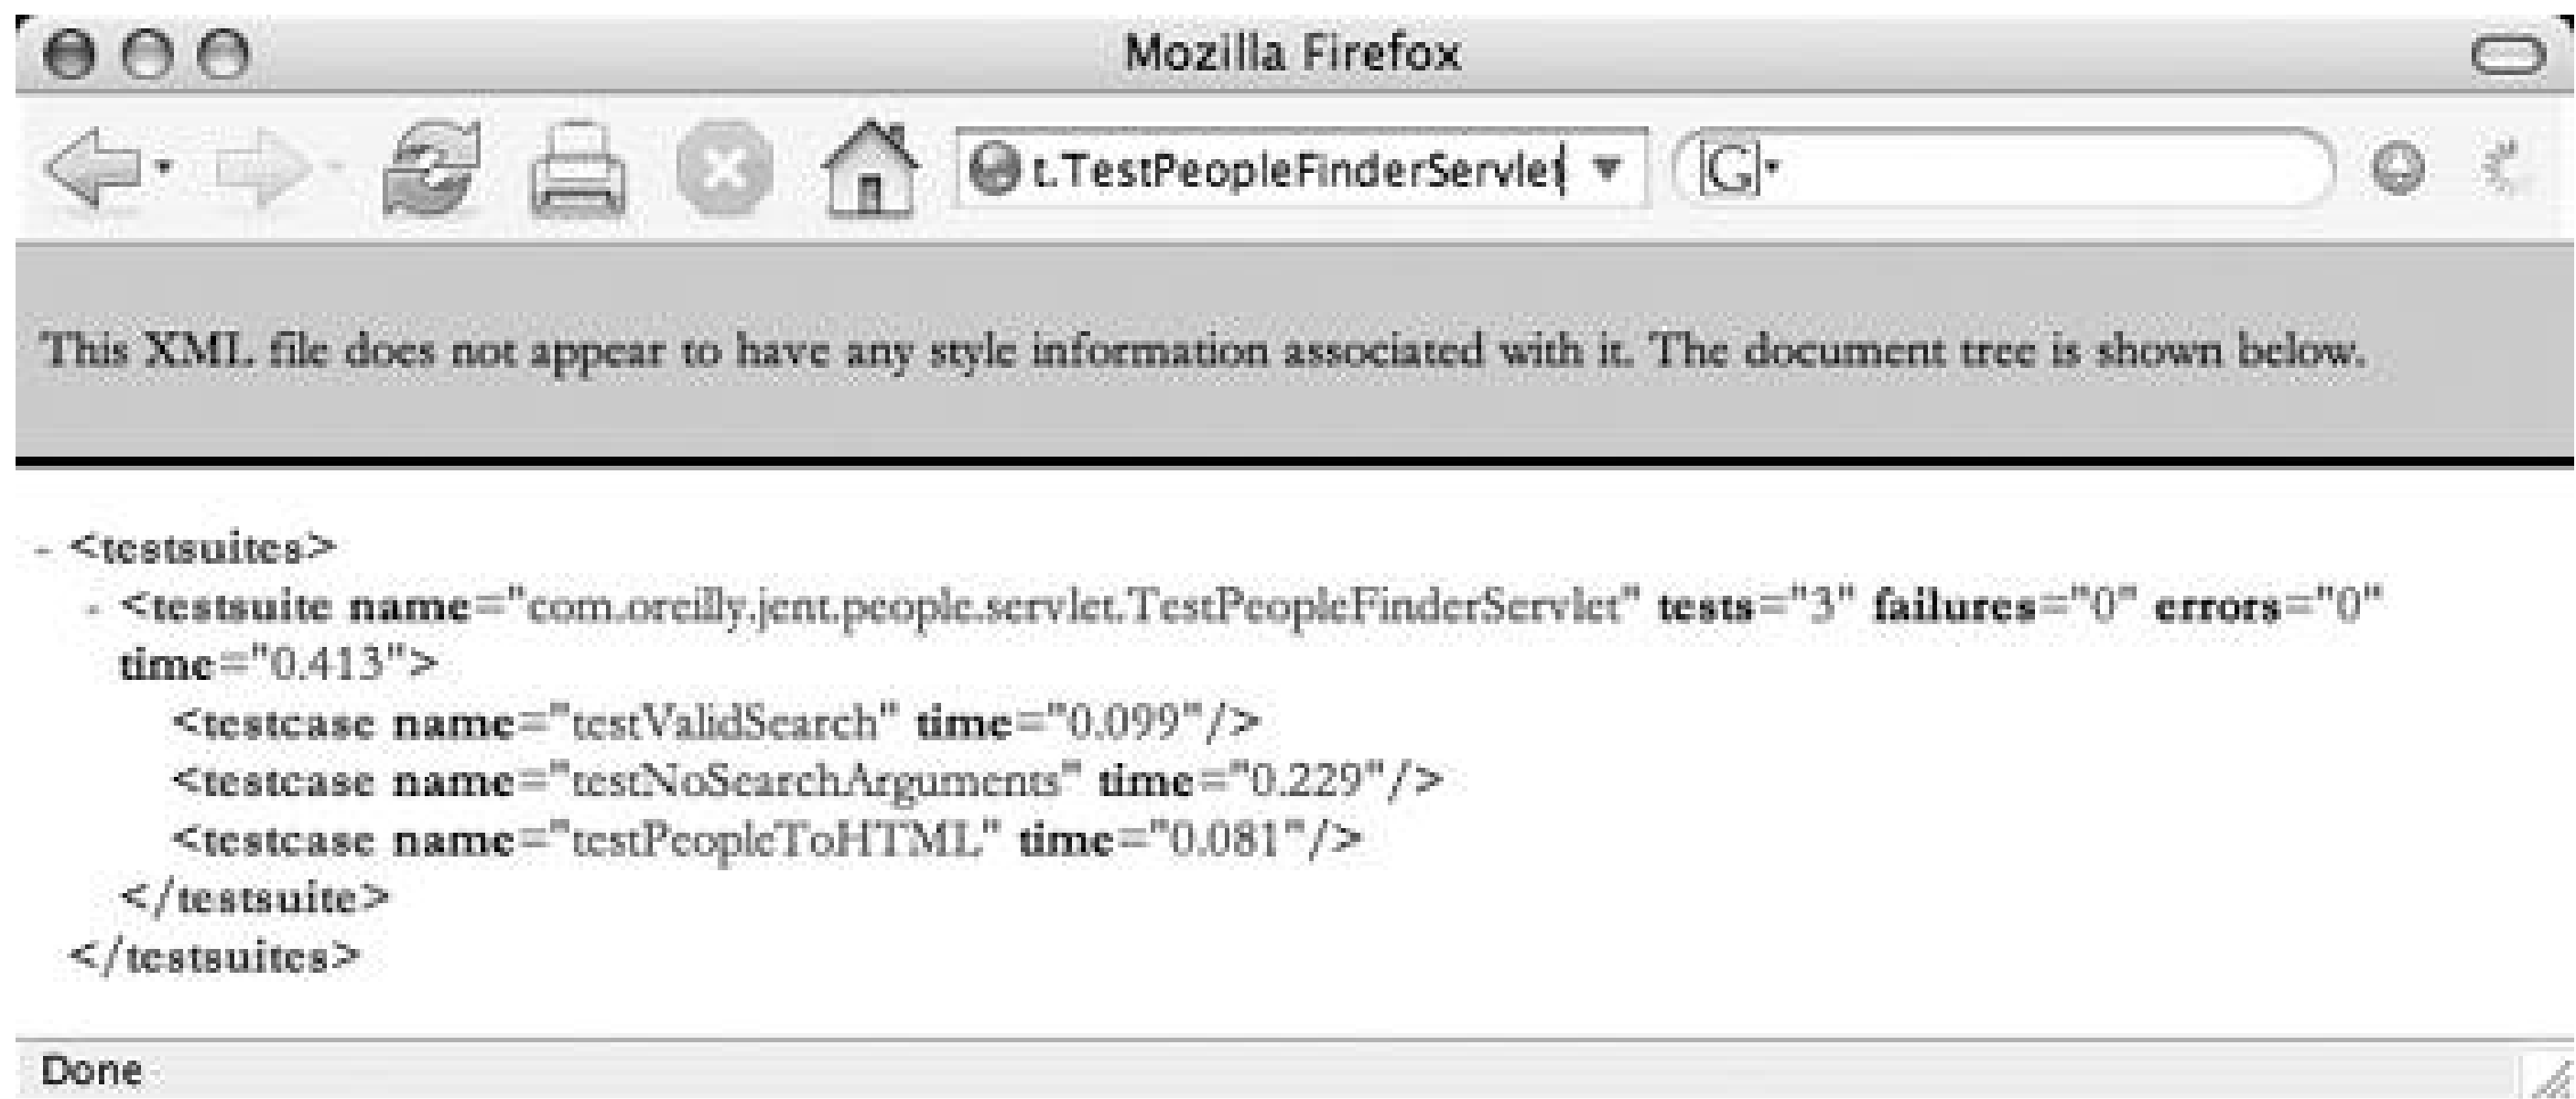 Mozilla Firefox
t.TestPeopleFinderServlet
G
This XML file does not appear to have any style information associated with it. The document tree is shown below.
- <testsuites>
- <testsuite name="com.oreilly.jent.people.servlet.TestPeopleFinderServlet" tests="3" failures="0" errors="0"
time="0.413">
<testcase name="testValidSearch" time="0.099"/>
<testcase name="testNoSearchArguments" time="0.229"/>
<testcase name="testPeopleToHTML" time="0.081"/>
</testsuite>
</testsuites>
Done